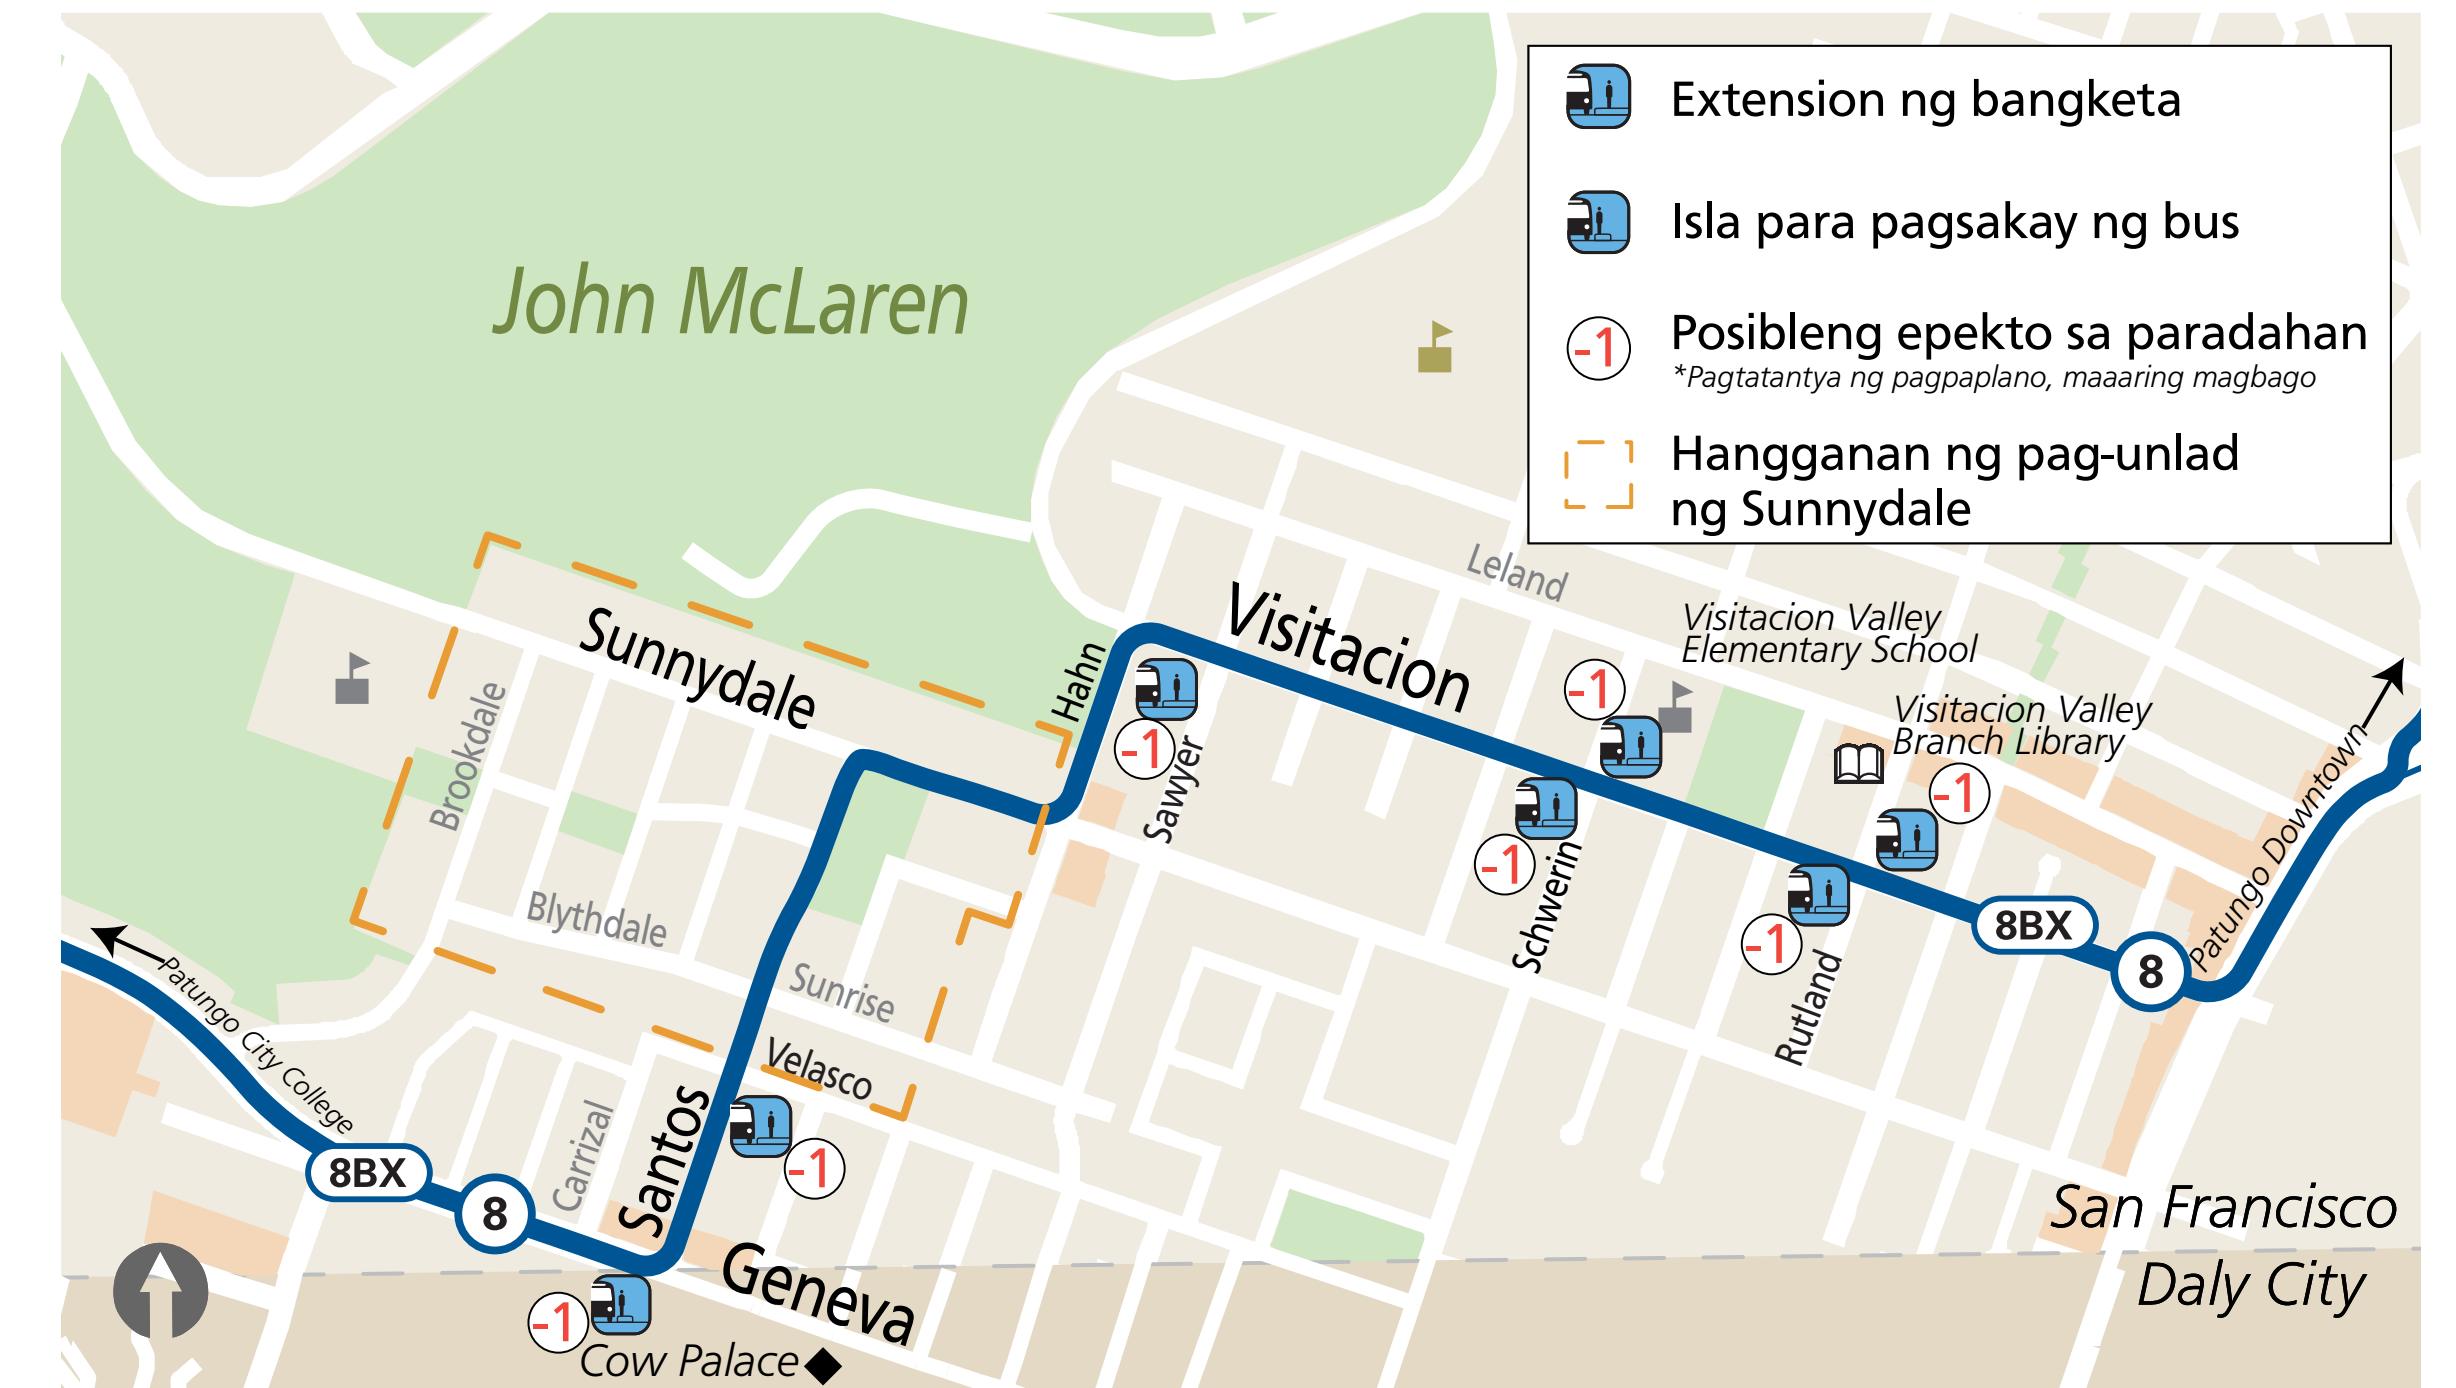 Extension ng bangketa
Isla para pagsakay ng bus
-1
Posibleng epekto sa paradahan
*Pagtatantya ng pagpaplano, maaaring magbago
Hangganan ng pag-unlad
ng Sunnydale
John McLaren
Leland
Visitacion
Visitacion Valley
Elementary School
Sunnydale
Hahn
-1
Visitacion Valley
Branch Library
Brookdale
-1
Sawyer
-1
Patungo Downtown
-1
Schwerin
Blythdale
8BX
-1
8
Sunrise
Patungo City College
Rutland
Velasco
Carrizal
Santos
-1
8BX
8
San Francisco
Geneva
Daly City
-1
Cow Palace